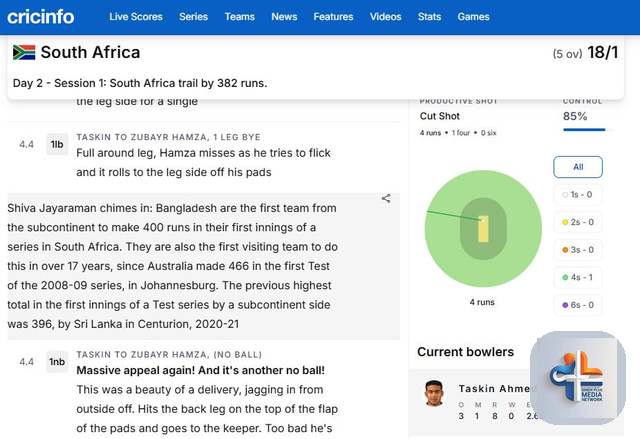 cricinfo
Live Scores Series Teams News Features Videos Stats Games
South Africa
(5 ov) 18/1
Day 2 - Session 1: South Africa trail by 382 runs.
the leg side for a single
4.4 1lb TASKIN TO ZUBAYR HAMZA, 1 LEG BYE
Full around leg, Hamza misses as he tries to flick
and it rolls to the leg side off his pads
Shiva Jayaraman chimes in: Bangladesh are the first team from
the subcontinent to make 400 runs in their first innings of a
series in South Africa. They are also the first visiting team to do
this in over 17 years, since Australia made 466 in the first Test
of the 2008-09 series, in Johannesburg. The previous highest
total in the first innings of a Test series by a subcontinent side
was 396, by Sri Lanka in Centurion, 2020-21
4.4 1nb TASKIN TO ZUBAYR HAMZA, (NO BALL)
Massive appeal again! And it's another no ball!
This was a beauty of a delivery, jagging in from
outside off. Hits the back leg on the top of the flap
of the pads and goes to the keeper. Too bad he's
PRODUCTIVE SHOT
Cut Shot
4 runs • 1 four • 0 six
CONTROL
85%
All
1s - 0
2s - 0
3s - 0
4s - 1
6s - 0
4 runs
Current bowlers
Taskin Ahme
O M R W
3 1 8 0
MEDIA
NETWORK